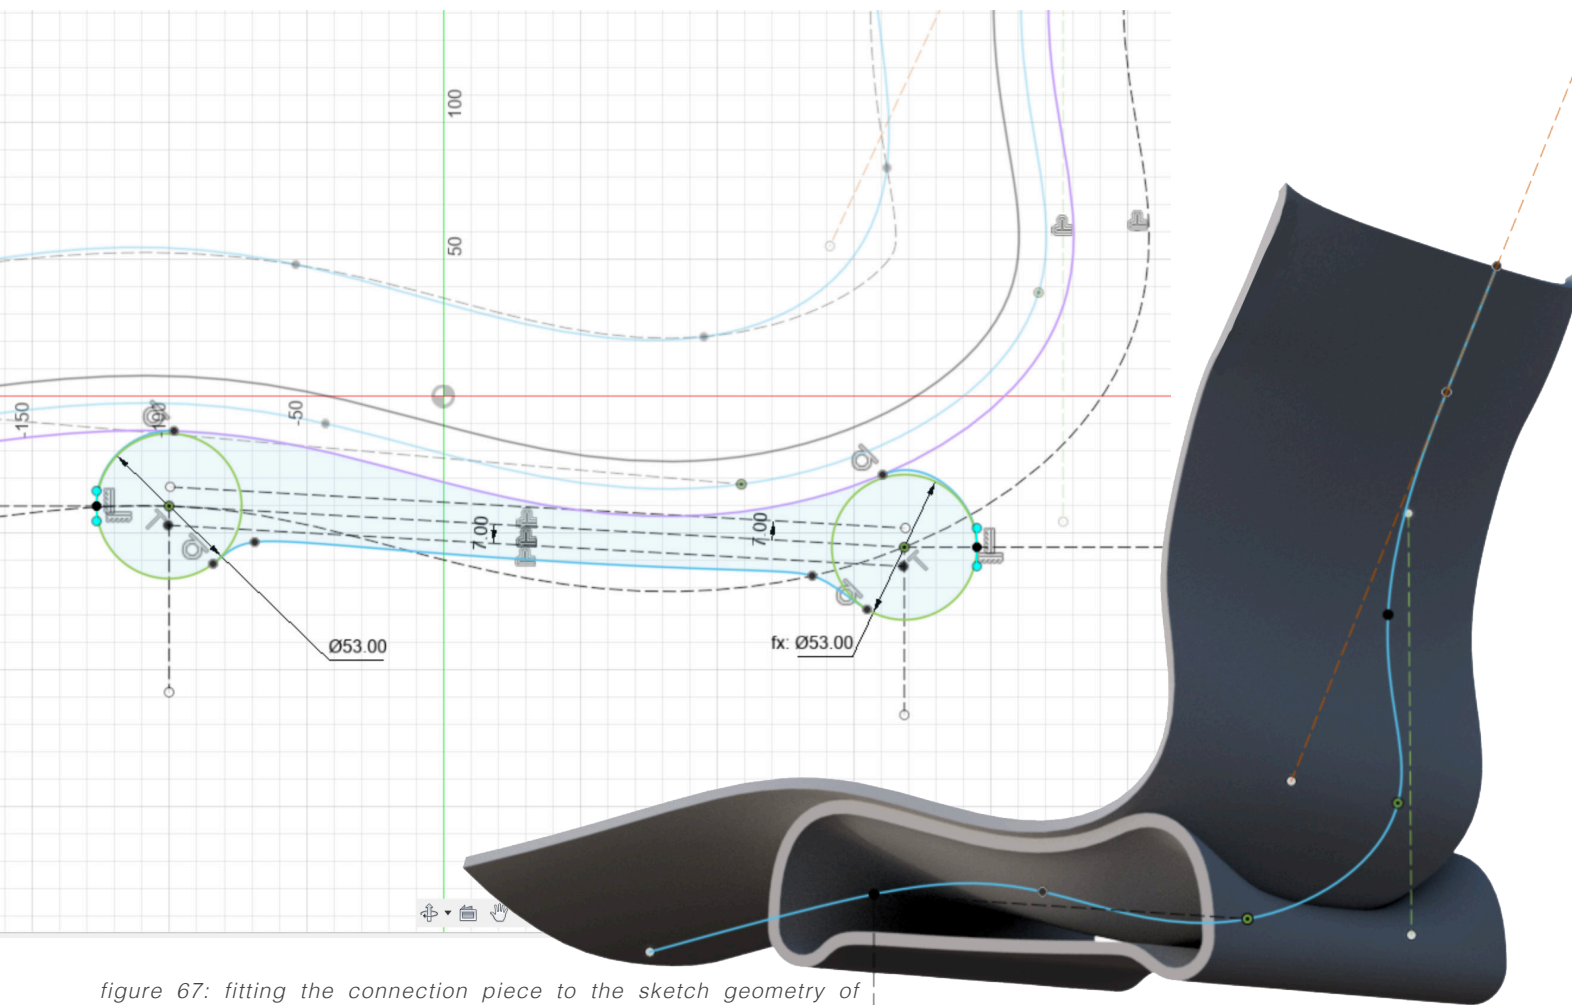 100
50
-150
-100
-50
7.00
7.00
Ø53.00
fx: Ø53.00
figure 67: fitting the connection piece to the sketch geometry of